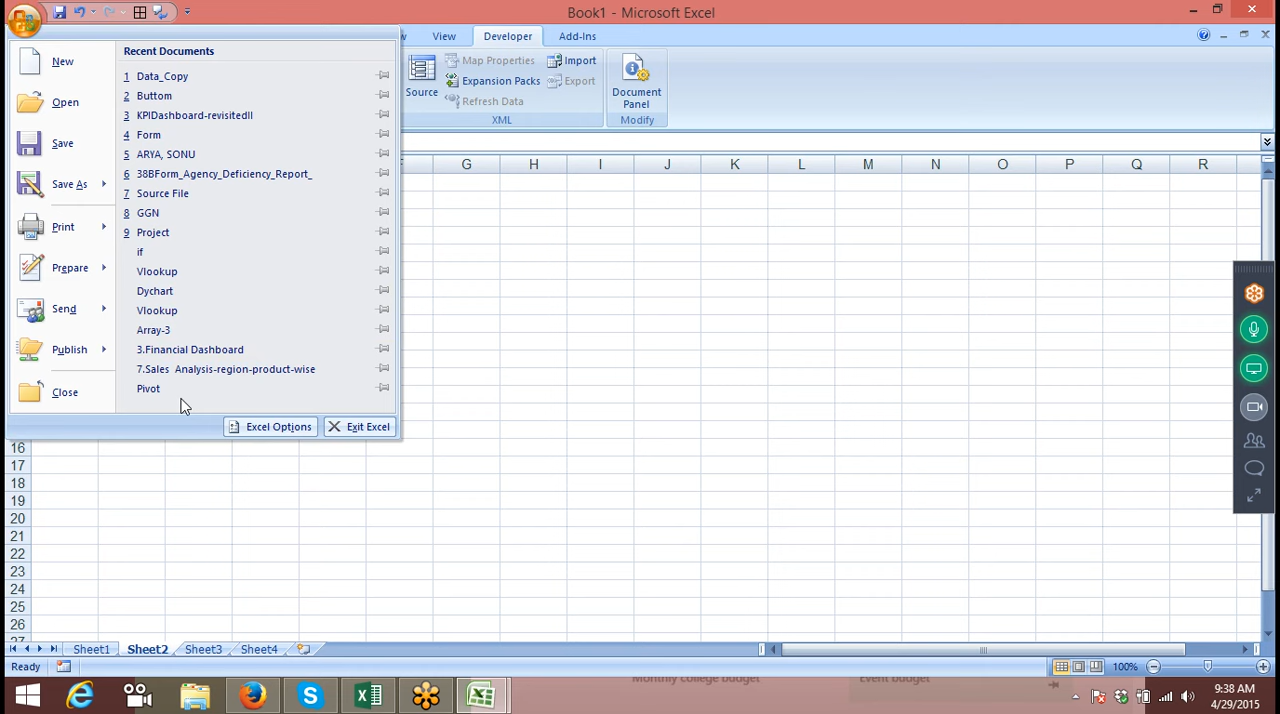 Book1 - Microsoft Excel
View Developer Add-Ins
New
Open
Save
Save As
Print
Prepare
Send
Publish
Close
Recent Documents
1 Data_Copy
2 Buttom
3 KPIDashboard-revisitedII
4 Form
5 ARYA, SONU
6 38BForm_Agency_Deficiency_Report_
7 Source File
8 GGN
9 Project
if
Vlookup
Dychart
Vlookup
Array-3
3.Financial Dashboard
7.Sales Analysis-region-product-wise
Pivot
Excel Options Exit Excel
Source
Map Properties
Expansion Packs
Refresh Data
Import
Export
XML
Document Panel
Modify
G H I J K L M N O P Q R
16
17
18
19
20
21
22
23
24
25
26
27
Sheet1 Sheet2 Sheet3 Sheet4
Ready 100%
Monthly college budget Event budget
9:38 AM
4/29/2015